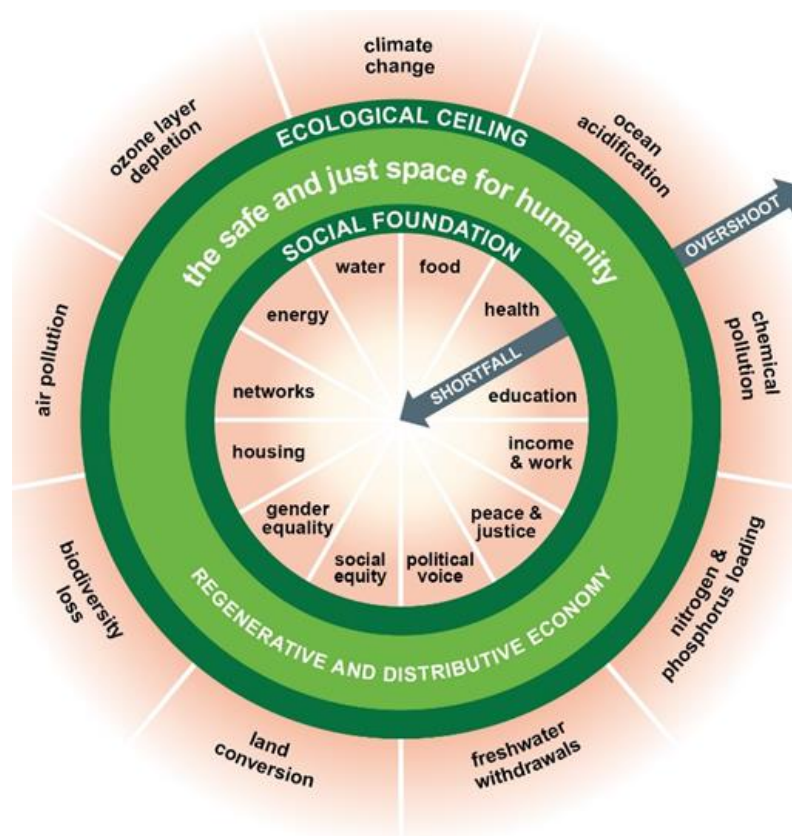 climate
change
ozone layer
depletion
ocean
acidification
ECOLOGICAL CEILING
the safe and just space for humanity
OVERSHOOT
SOCIAL FOUNDATION
water
food
energy
health
air pollution
chemical
pollution
SHORTFALL
networks
education
housing
income
& work
gender
equality
peace &
justice
social
equity
political
voice
biodiversity
loss
nitrogen &
phosphorus loading
REGENERATIVE AND DISTRIBUTIVE ECONOMY
land
conversion
freshwater
withdrawals